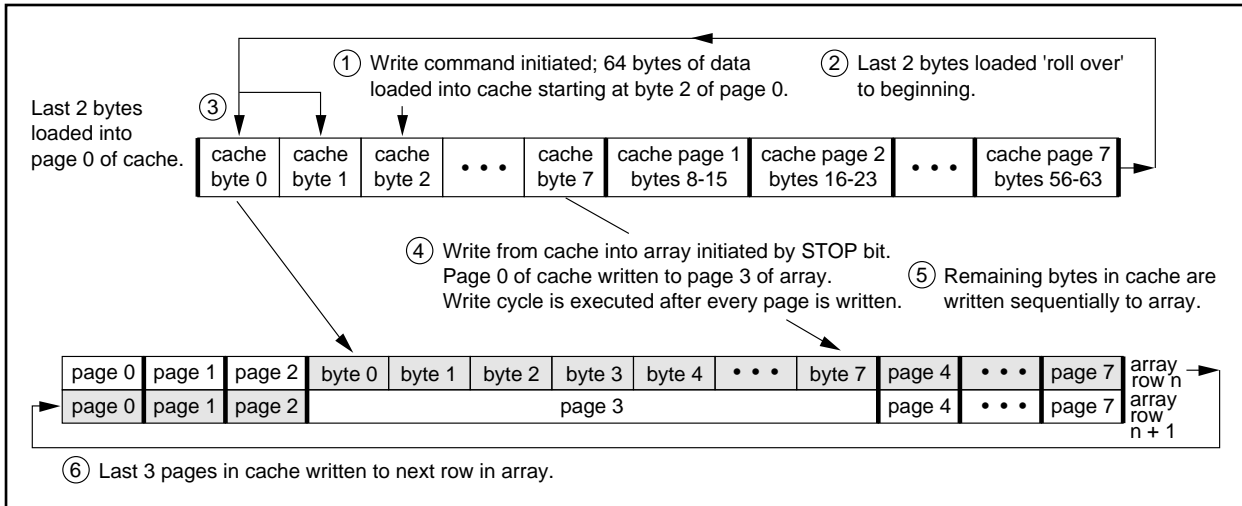 ① Write command initiated; 64 bytes of data
loaded into cache starting at byte 2 of page 0.
② Last 2 bytes loaded 'roll over'
to beginning.
Last 2 bytes
loaded into
page 0 of cache.
③
cache byte 0
cache byte 1
cache byte 2
• • •
cache byte 7
cache page 1 bytes 8-15
cache page 2 bytes 16-23
• • •
cache page 7 bytes 56-63
④ Write from cache into array initiated by STOP bit.
Page 0 of cache written to page 3 of array.
Write cycle is executed after every page is written.
⑤ Remaining bytes in cache are
written sequentially to array.
page 0 page 1 page 2 byte 0 byte 1 byte 2 byte 3 byte 4 • • • byte 7 page 4 • • • page 7 array row n
page 0 page 1 page 2 page 3 page 4 • • • page 7 array row n + 1
⑥ Last 3 pages in cache written to next row in array.